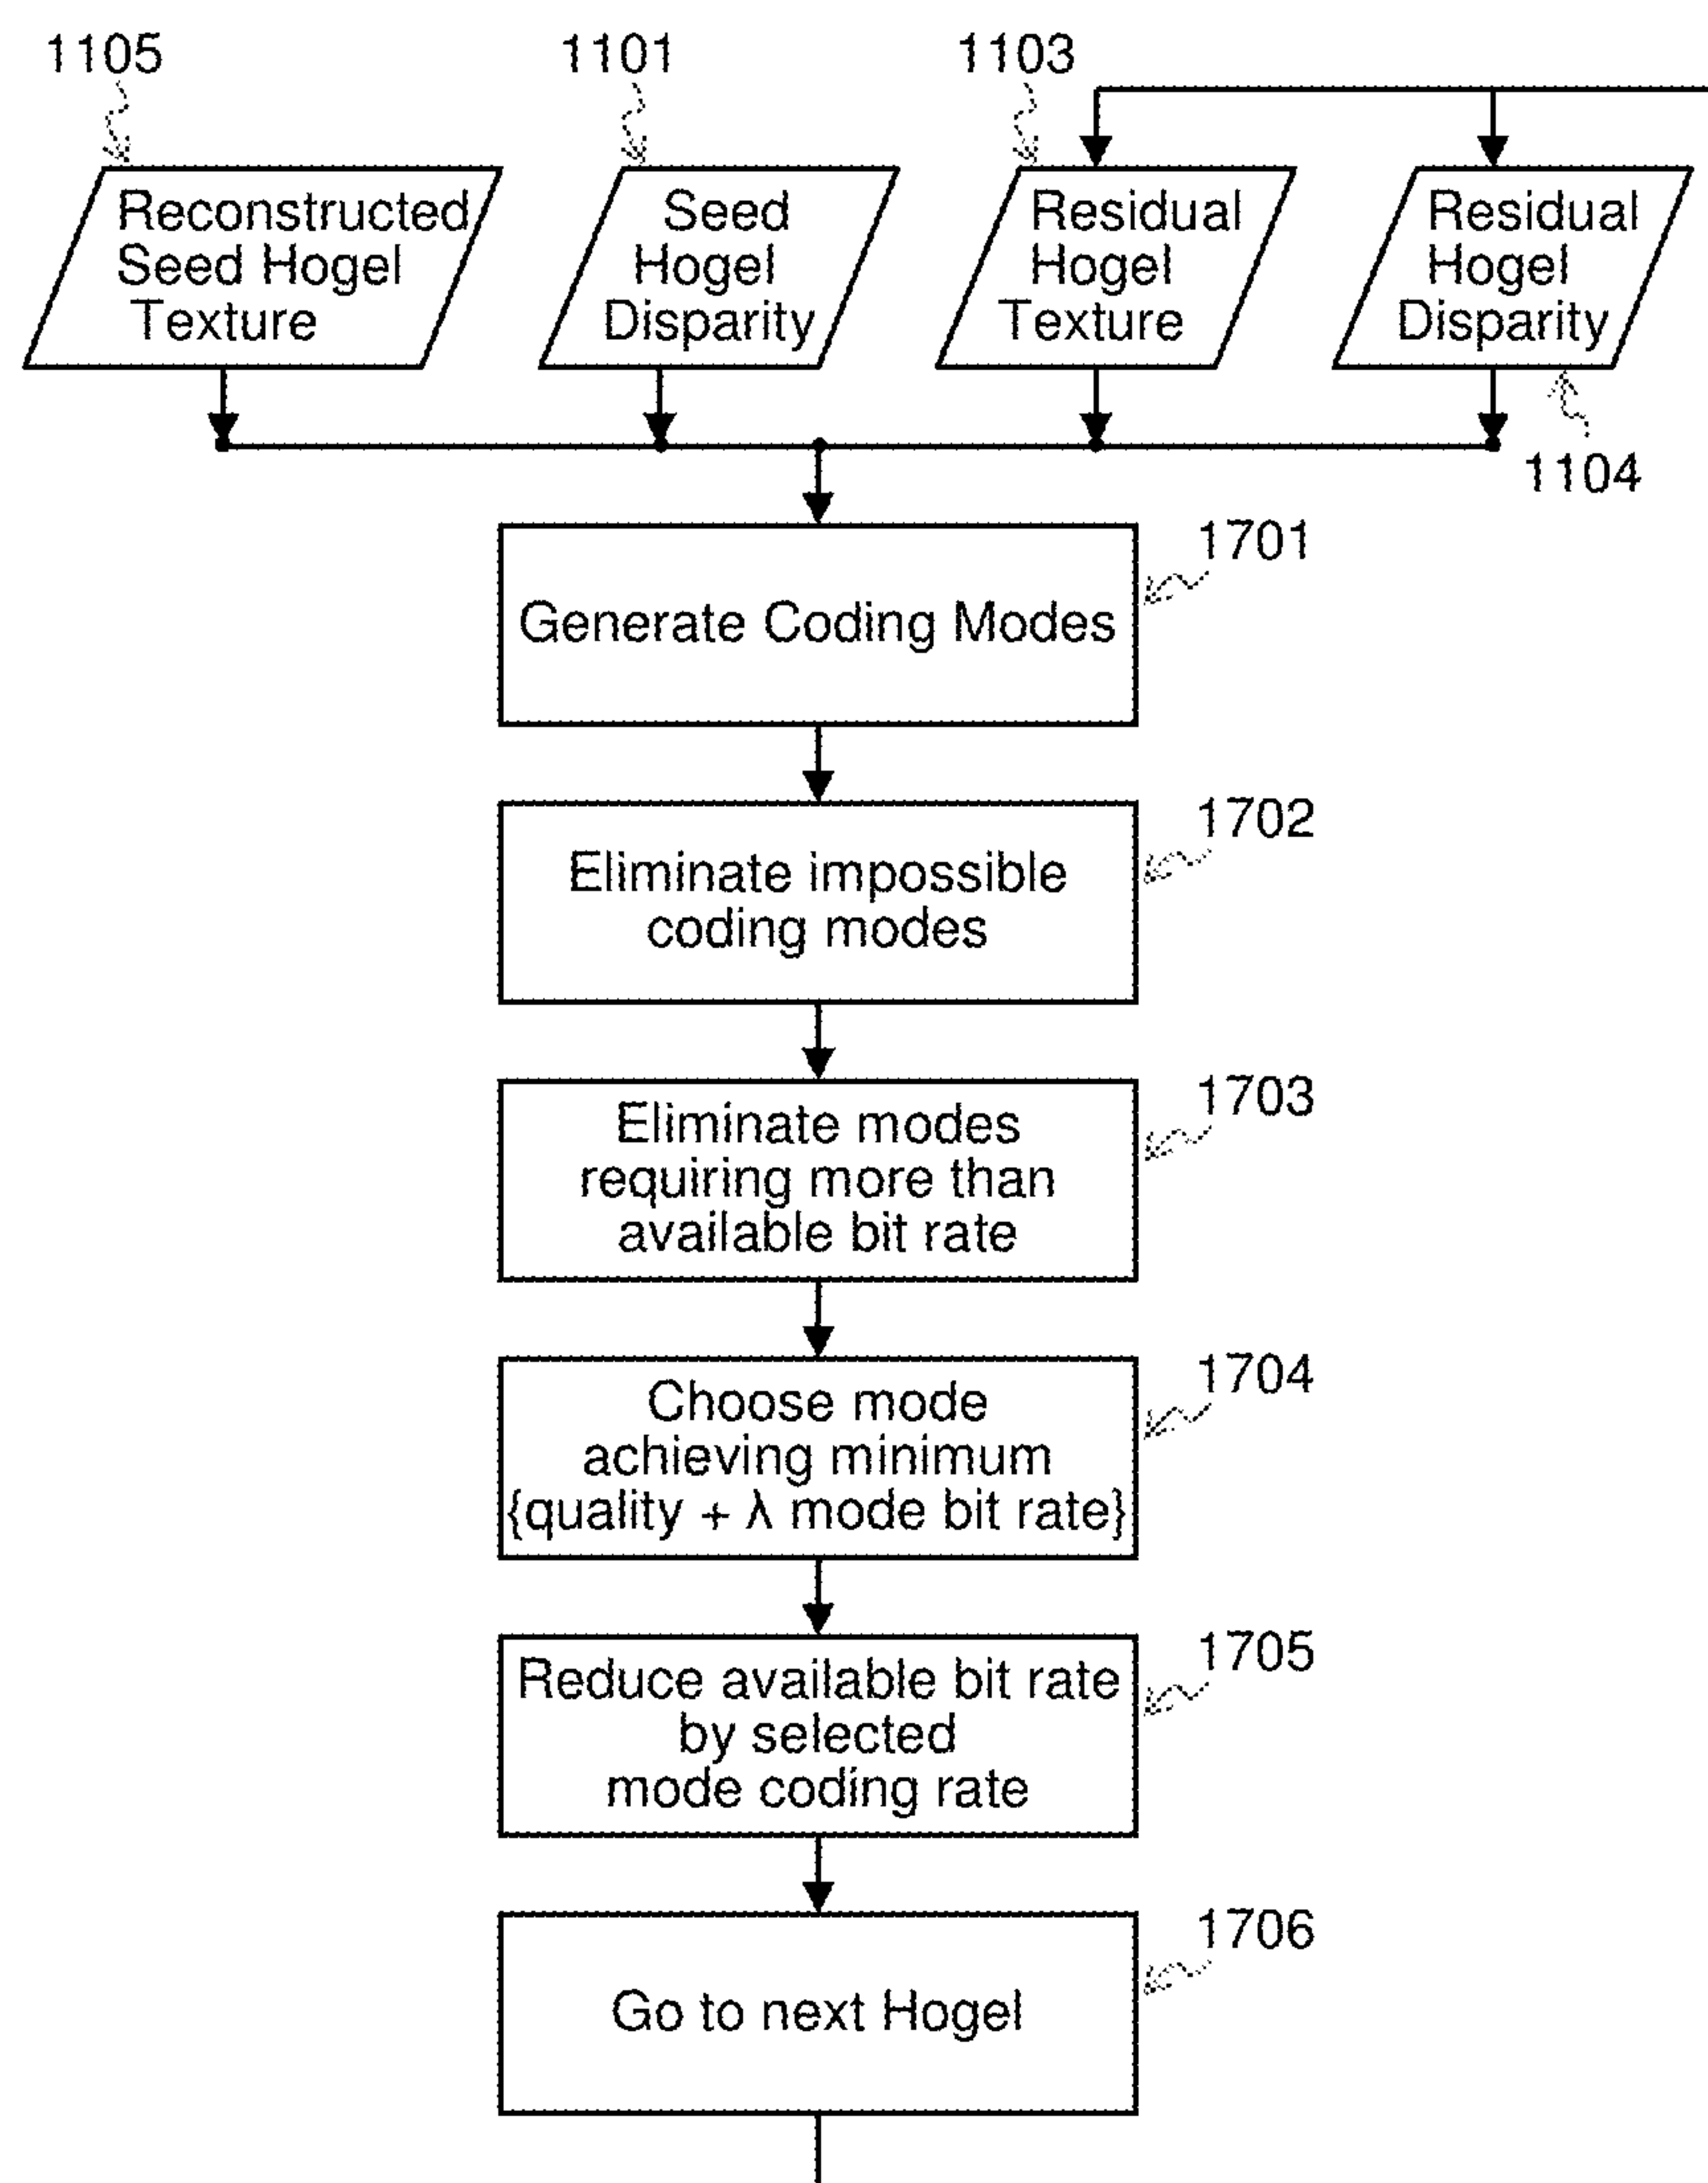 1105
1101
1103
Reconstructed
Seed Hogel
Texture
Seed
Hogel
Disparity
Residual
Hogel
Texture
Residual
Hogel
Disparity
1104
1701
Generate Coding Modes
1702
Eliminate impossible
coding modes
1703
Eliminate modes
requiring more than
available bit rate
1704
Choose mode
achieving minimum
{quality + λ mode bit rate}
1705
Reduce available bit rate
by selected
mode coding rate
1706
Go to next Hogel